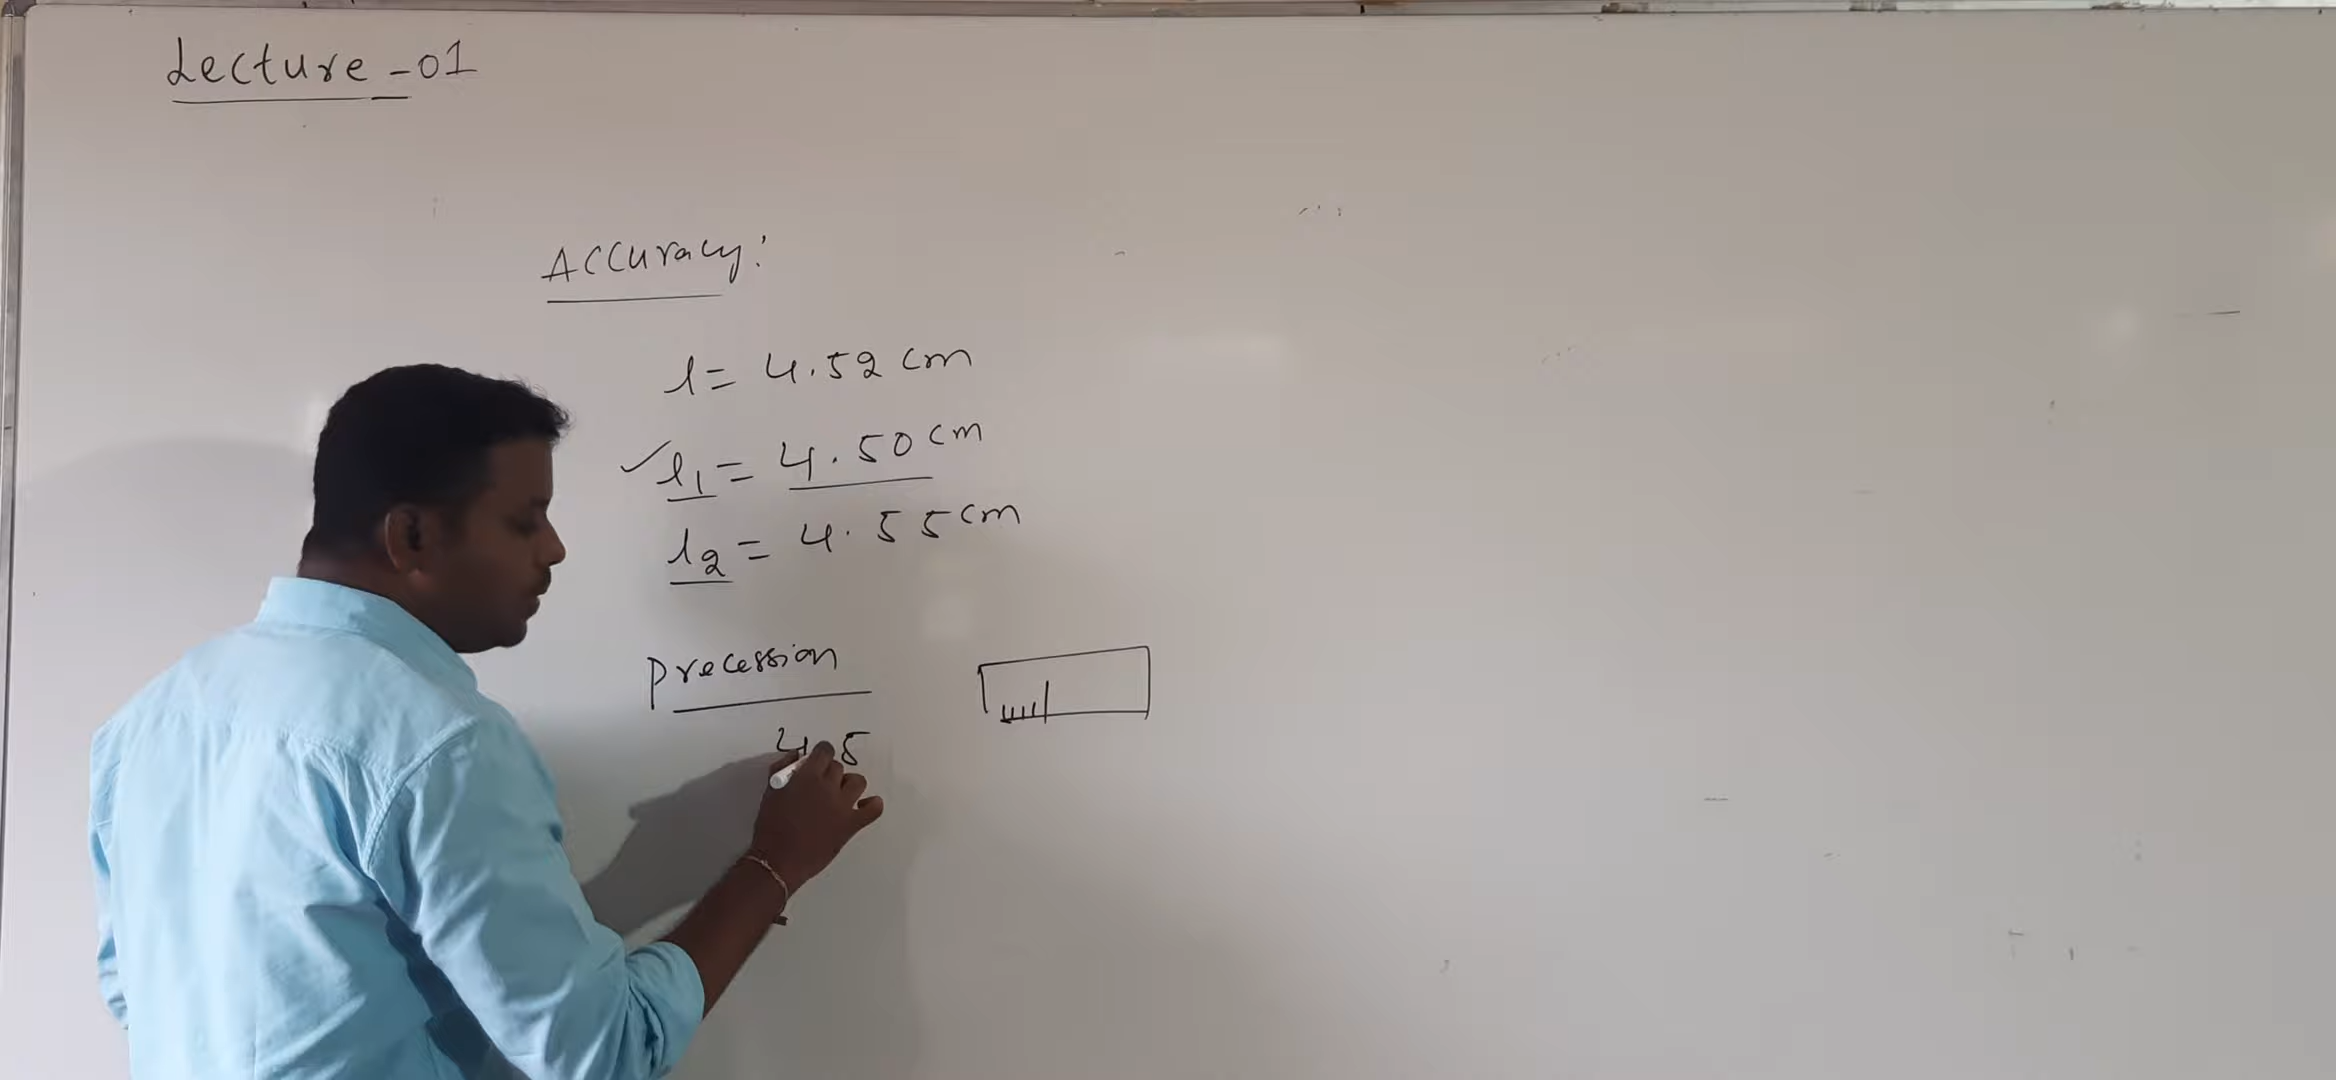 Lecture-01
Accuracy:
l = 4.52 cm
✓l1 = 4.50 cm
l2 = 4.55 cm
Precession
4.5